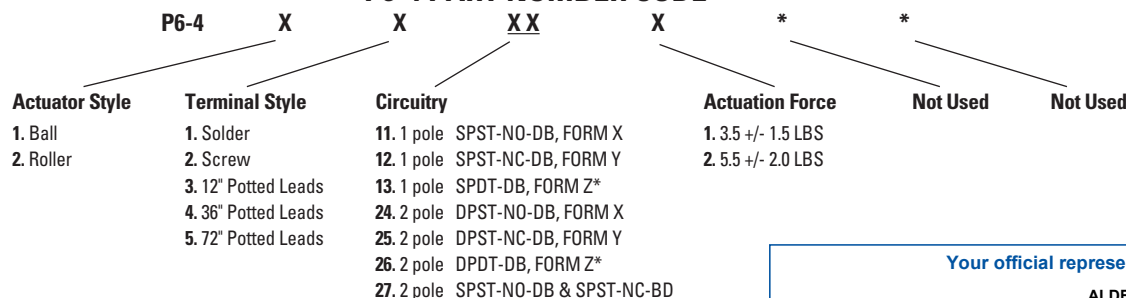 P6-4 X X XX X * *
Actuator Style Terminal Style Circuitry Actuation Force Not Used Not Used
1. Ball 1. Solder 11. 1 pole SPST-NO-DB, FORM X 1. 3.5 +/- 1.5 LBS
2. Roller 2. Screw 12. 1 pole SPST-NC-DB, FORM Y 2. 5.5 +/- 2.0 LBS
3. 12" Potted Leads 13. 1 pole SPDT-DB, FORM Z*
4. 36" Potted Leads 24. 2 pole DPST-NO-DB, FORM X
5. 72" Potted Leads 25. 2 pole DPST-NC-DB, FORM Y
26. 2 pole DPDT-DB, FORM Z*
27. 2 pole SPST-NO-DB & SPST-NC-BD
Your official